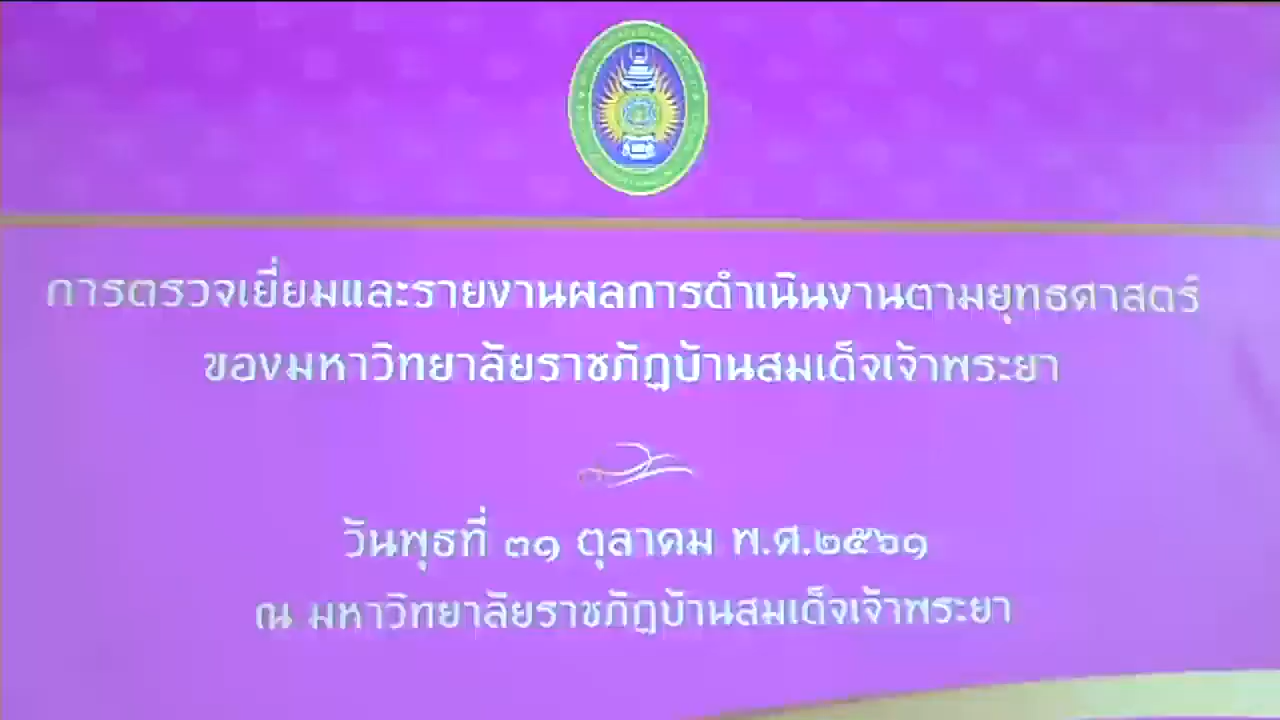 การตรวจเยี่ยมและรายงานผลการดำเนินงานตามยุทธศาสตร์
ของมหาวิทยาลัยราชภัฏบ้านสมเด็จเจ้าพระยา
วันพุธที่ ๓๑ ตุลาคม พ.ศ.๒๕๖๑
ณ มหาวิทยาลัยราชภัฏบ้านสมเด็จเจ้าพระยา